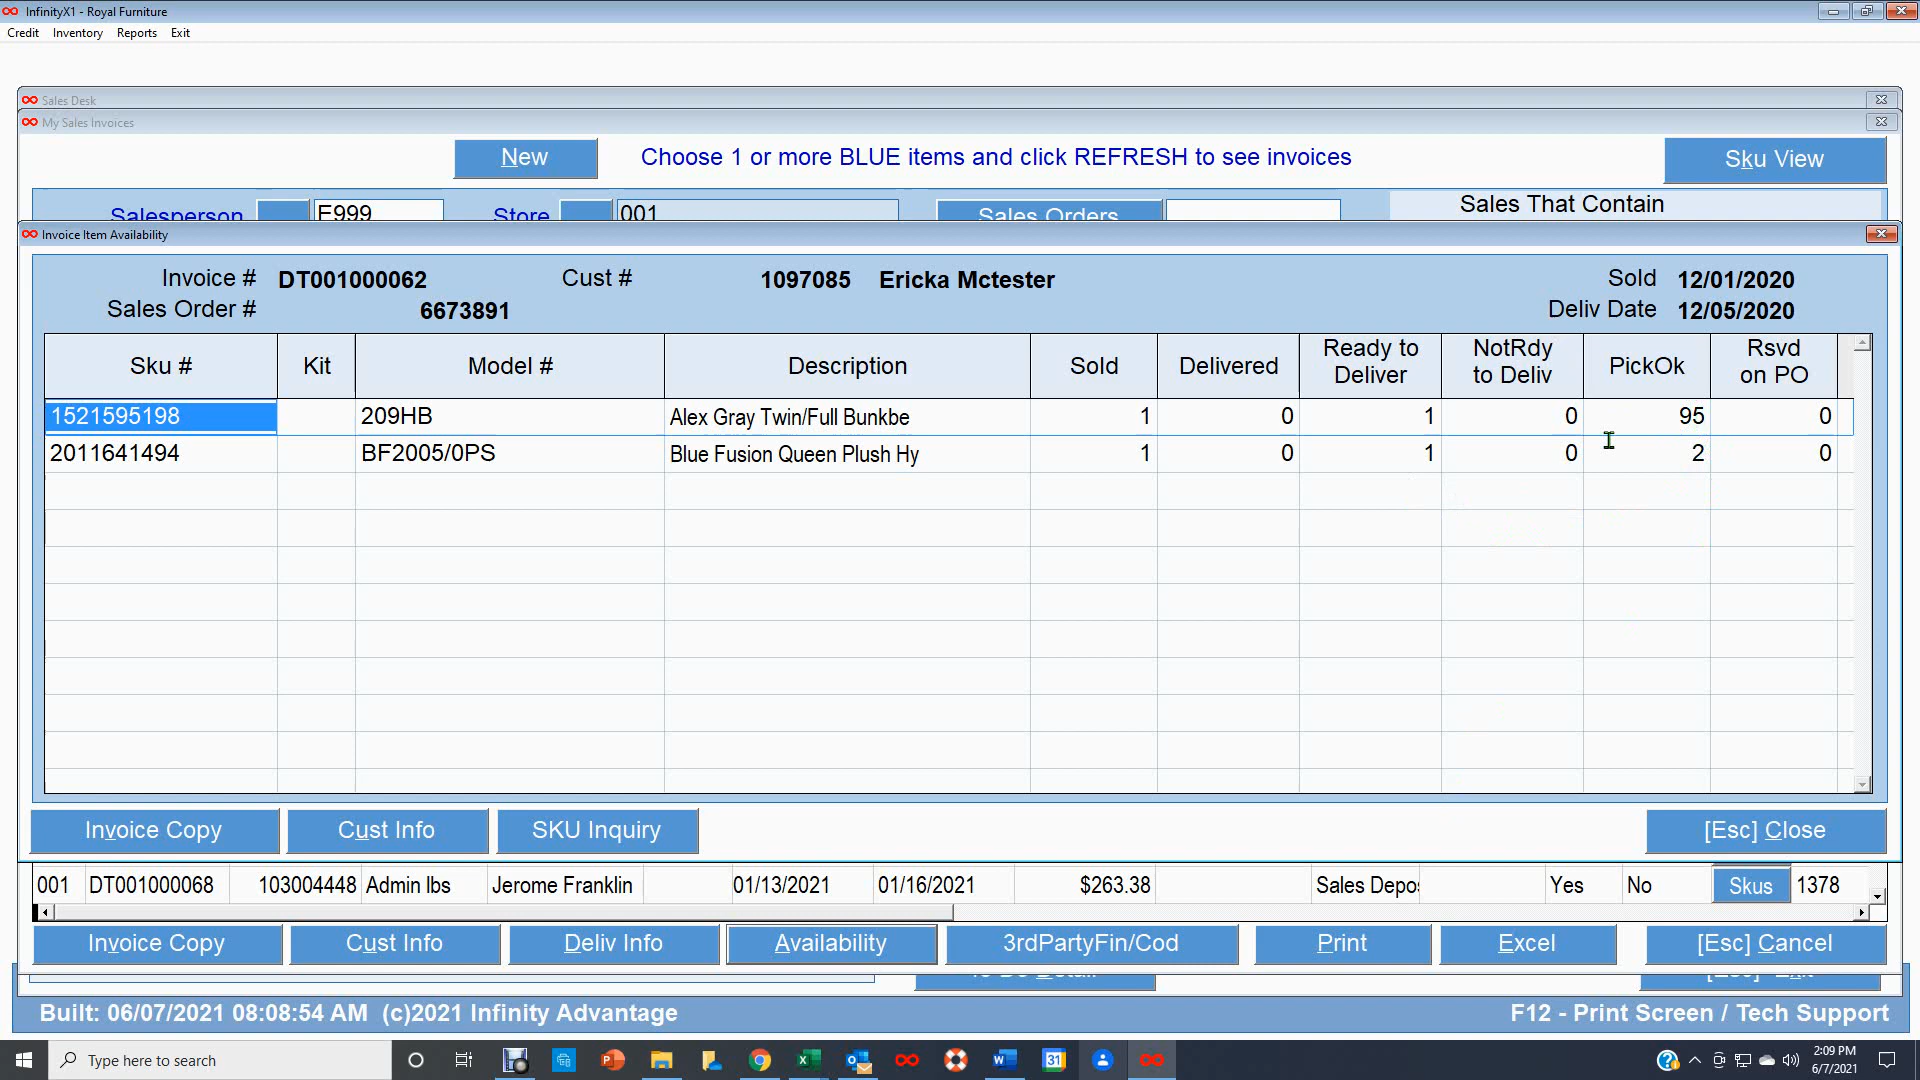 InfinityX1 - Royal Furniture
Credit Inventory Reports Exit
Sales Desk
My Sales Invoices
New Choose 1 or more BLUE items and click REFRESH to see invoices Sku View
Salesperson E999 Store 001 Sales Orders Sales That Contain
Invoice Item Availability
Invoice # DT001000062 Cust # 1097085 Ericka Mctester Sold 12/01/2020
Sales Order # 6673891 Deliv Date 12/05/2020
Sku # Kit Model # Description Sold Delivered Ready to Deliver NotRdy to Deliv PickOk Rsvd on PO
1521595198 209HB Alex Gray Twin/Full Bunkbe 1 0 1 0 95 0
2011641494 BF2005/0PS Blue Fusion Queen Plush Hy 1 0 1 0 2 0
Invoice Copy Cust Info SKU Inquiry [Esc] Close
001 DT001000068 103004448 Admin Ibs Jerome Franklin 01/13/2021 01/16/2021 $263.38 Sales Depos Yes No Skus 1378
Invoice Copy Cust Info Deliv Info Availability 3rdPartyFin/Cod Print Excel [Esc] Cancel
Built: 06/07/2021 08:08:54 AM (c)2021 Infinity Advantage F12 - Print Screen / Tech Support
Type here to search
31
2:09 PM
6/7/2021